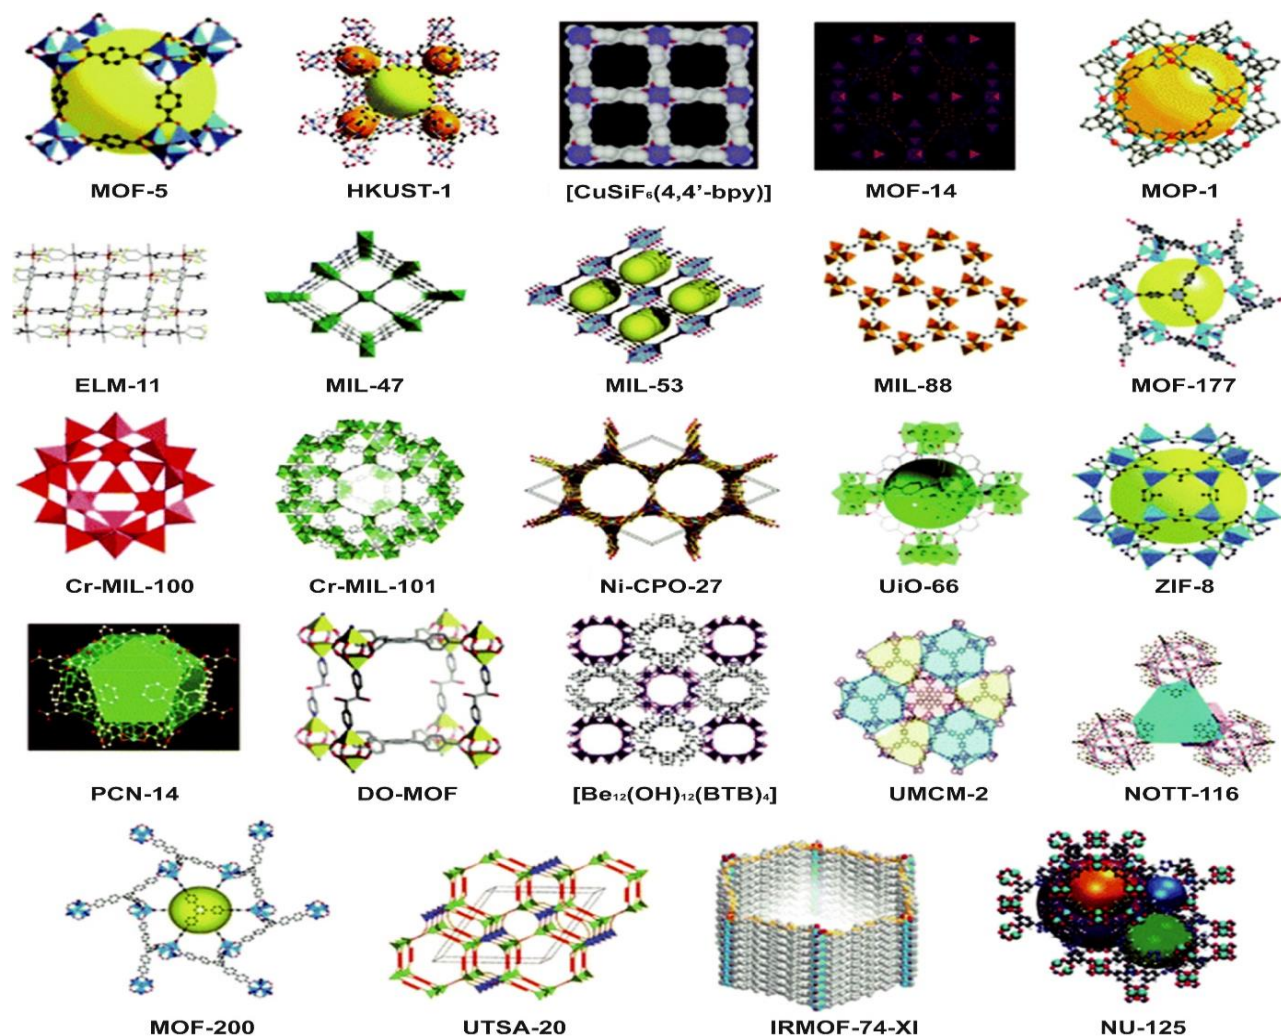 MOF-5
HKUST-1
[CuSiF₆(4,4’-bpy)]
MOF-14
MOP-1
ELM-11
MIL-47
MIL-53
MIL-88
MOF-177
Cr-MIL-100
Cr-MIL-101
Ni-CPO-27
UiO-66
ZIF-8
PCN-14
DO-MOF
[Be₁₂(OH)₁₂(BTB)₄]
UMCM-2
NOTT-116
MOF-200
UTSA-20
IRMOF-74-XI
NU-125